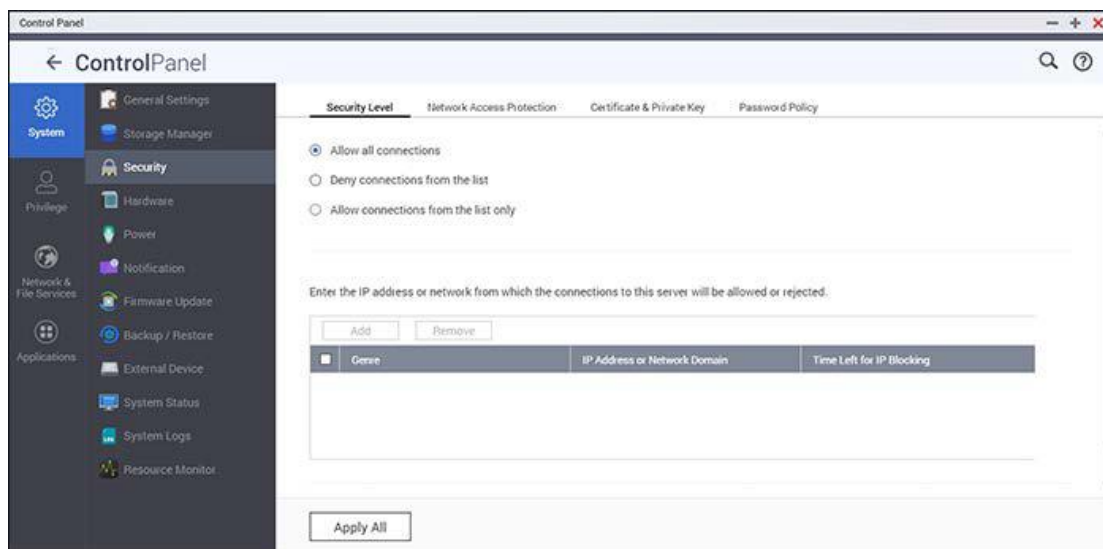 Control Panel
ControlPanel
System
Privilege
Network &
File Services
Applications
General Settings
Storage Manager
Security
Hardware
Power
Notification
Firmware Update
Backup / Restore
External Device
System Status
System Logs
Resource Monitor
Security Level Network Access Protection Certificate & Private Key Password Policy
Allow all connections
Deny connections from the list
Allow connections from the list only
Enter the IP address or network from which the connections to this server will be allowed or rejected.
Add Remove
Genre IP Address or Network Domain Time Left for IP Blocking
Apply All